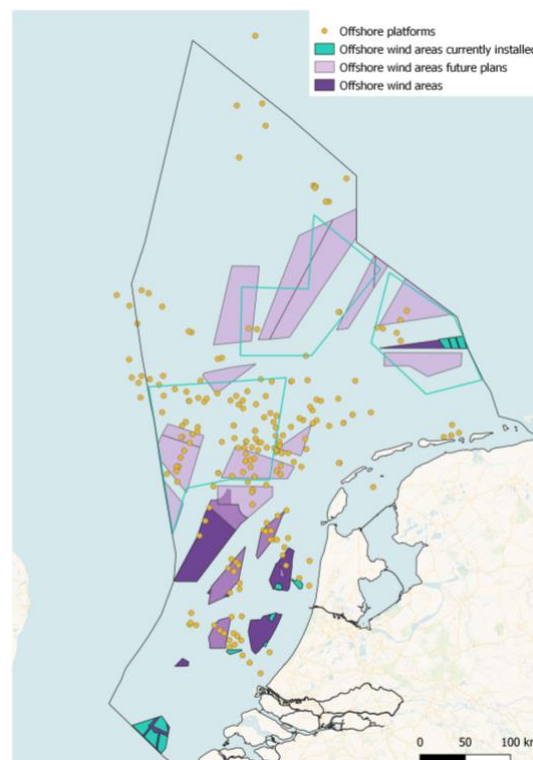 Offshore platforms
Offshore wind areas currently installed
Offshore wind areas future plans
Offshore wind areas
0 50 100 km